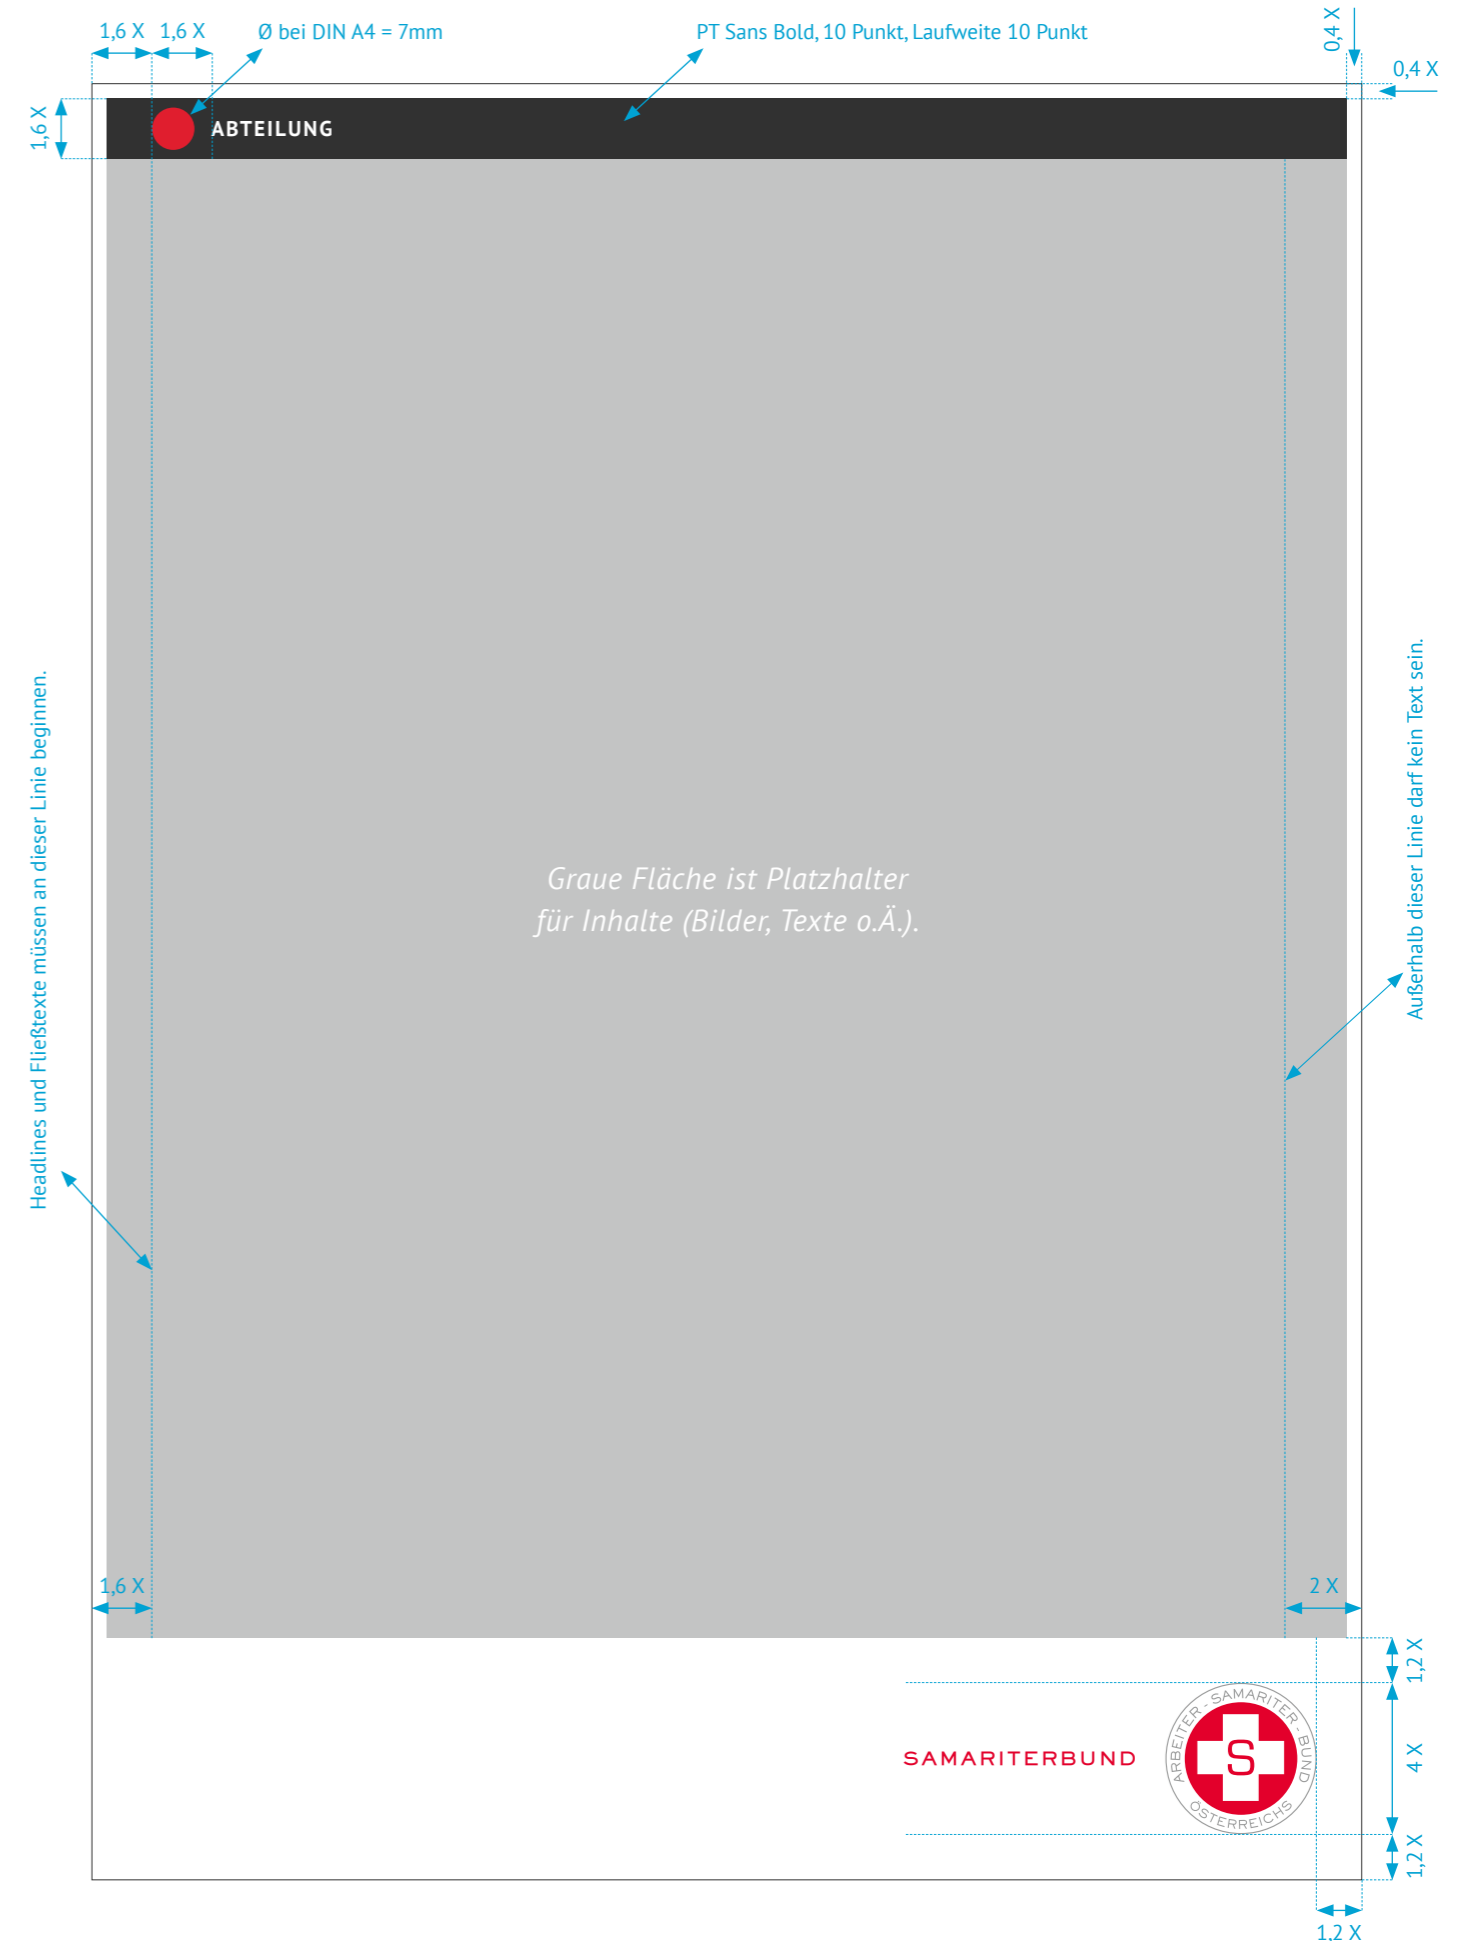 1,6 X
1,6 X
Ø bei DIN A4 = 7mm
PT Sans Bold, 10 Punkt, Laufweite 10 Punkt
0,4 X
0,4 X
1,6 X
ABTEILUNG
Headlines und Fließtexte müssen an dieser Linie beginnen.
Außerhalb dieser Linie darf kein Text sein.
Graue Fläche ist Platzhalter
für Inhalte (Bilder, Texte o.Ä.).
1,6 X
2 X
1,2 X
SAMARITERBUND
ARBEITER - SAMARITER - BUND
S
ÖSTERREICHS
4 X
1,2 X
1,2 X